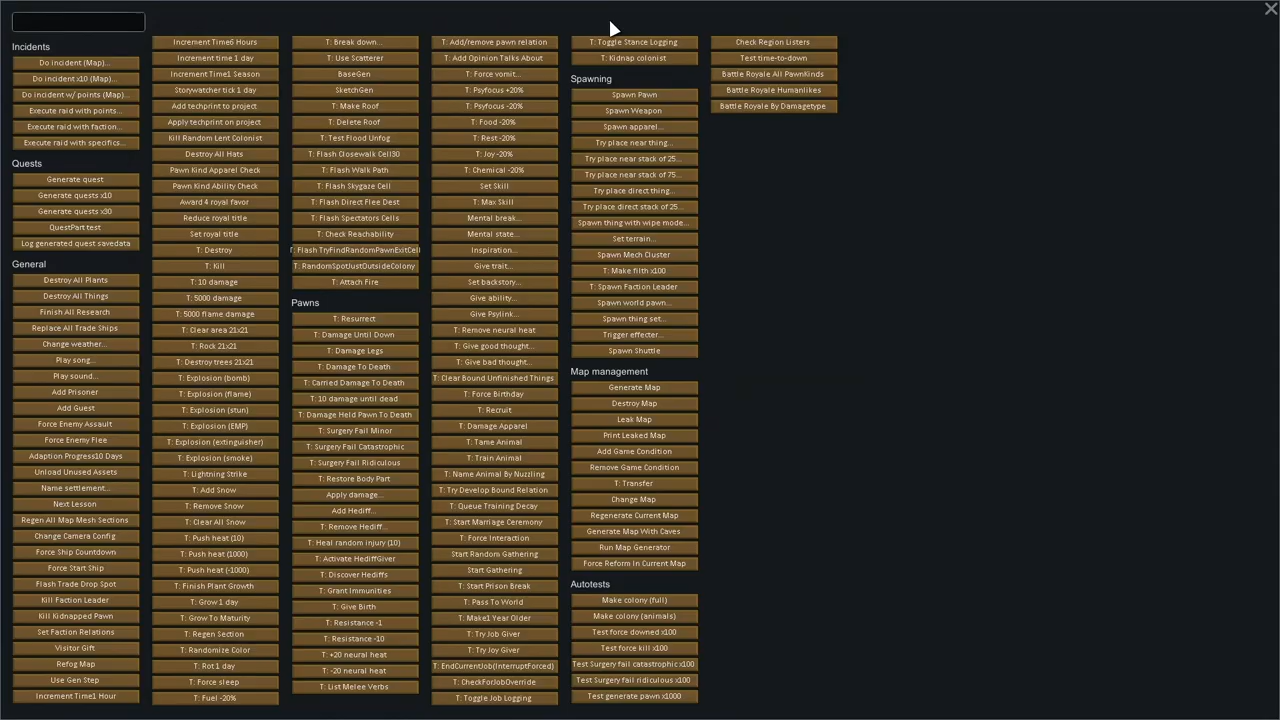 Incidents
Do incident (Map)...
Do incident x10 (Map)...
Do incident w/ points (Map)...
Execute raid with points...
Execute raid with faction...
Execute raid with specifics...
Quests
Generate quest
Generate quests x10
Generate quests x30
QuestPart test
Log generated quest savedata
General
Destroy All Plants
Destroy All Things
Finish All Research
Replace All Trade Ships
Change weather...
Play song...
Play sound...
Add Prisoner
Add Guest
Force Enemy Assault
Force Enemy Flee
Adaption Progress10 Days
Unload Unused Assets
Name settlement...
Next Lesson
Regen All Map Mesh Sections
Change Camera Config
Force Ship Countdown
Force Start Ship
Flash Trade Drop Spot
Kill Faction Leader
Kill Kidnapped Pawn
Set Faction Relations
Visitor Gift
Refog Map
Use Gen Step
Increment Time1 Hour
Increment Time6 Hours
Increment time 1 day
Increment Time1 Season
Storywatcher tick 1 day
Add techprint to project
Apply techprint on project
Kill Random Lent Colonist
Destroy All Hats
Pawn Kind Apparel Check
Pawn Kind Ability Check
Award 4 royal favor
Reduce royal title
Set royal title
T: Destroy
T: Kill
T: 10 damage
T: 5000 damage
T: 5000 flame damage
T: Clear area 21x21
T: Rock 21x21
T: Destroy trees 21x21
T: Explosion (bomb)
T: Explosion (flame)
T: Explosion (stun)
T: Explosion (EMP)
T: Explosion (extinguisher)
T: Explosion (smoke)
T: Lightning Strike
T: Add Snow
T: Remove Snow
T: Clear All Snow
T: Push heat (10)
T: Push heat (1000)
T: Push heat (-1000)
T: Finish Plant Growth
T: Grow 1 day
T: Grow To Maturity
T: Regen Section
T: Randomize Color
T: Rot 1 day
T: Force sleep
T: Fuel -20%
T: Break down...
T: Use Scatterer
BaseGen
SketchGen
T: Make Roof
T: Delete Roof
T: Test Flood Unfog
T: Flash Closewalk Cell30
T: Flash Walk Path
T: Flash Skygaze Cell
T: Flash Direct Flee Dest
T: Flash Spectators Cells
T: Check Reachability
T: Flash TryFindRandomPawnExitCell
T: RandomSpotJustOutsideColony
T: Attach Fire
Pawns
T: Resurrect
T: Damage Until Down
T: Damage Legs
T: Damage To Death
T: Carried Damage To Death
T: 10 damage until dead
T: Damage Held Pawn To Death
T: Surgery Fail Minor
T: Surgery Fail Catastrophic
T: Surgery Fail Ridiculous
T: Restore Body Part
Apply damage...
Add Hediff...
T: Remove Hediff...
T: Heal random injury (10)
T: Activate HediffGiver
T: Discover Hediffs
T: Grant Immunities
T: Give Birth
T: Resistance -1
T: Resistance -10
T: +20 neural heat
T: -20 neural heat
T: List Melee Verbs
T: Add/remove pawn relation
T: Add Opinion Talks About
T: Force vomit...
T: Psyfocus +20%
T: Psyfocus -20%
T: Food -20%
T: Rest -20%
T: Joy -20%
T: Chemical -20%
Set Skill
T: Max Skill
Mental break...
Mental state...
Inspiration...
Give trait...
Set backstory...
Give ability...
Give Psylink...
T: Remove neural heat
T: Give good thought...
T: Give bad thought...
T: Clear Bound Unfinished Things
T: Force Birthday
T: Recruit
T: Damage Apparel
T: Tame Animal
T: Train Animal
T: Name Animal By Nuzzling
T: Try Develop Bound Relation
T: Queue Training Decay
T: Start Marriage Ceremony
T: Force Interaction
Start Random Gathering
Start Gathering
T: Start Prison Break
T: Pass To World
T: Make1 Year Older
T: Try Job Giver
T: Try Joy Giver
T: EndCurrentJob(InterruptForced)
T: CheckForJobOverride
T: Toggle Job Logging
T: Toggle Stance Logging
T: Kidnap colonist
Spawning
Spawn Pawn
Spawn Weapon
Spawn apparel...
Try place near thing...
Try place near stack of 25...
Try place near stack of 75...
Try place direct thing...
Try place direct stack of 25...
Spawn thing with wipe mode...
Set terrain...
Spawn Mech Cluster
T: Make filth x100
T: Spawn Faction Leader
Spawn world pawn...
Spawn thing set...
Trigger effecter...
Spawn Shuttle
Map management
Generate Map
Destroy Map
Leak Map
Print Leaked Map
Add Game Condition
Remove Game Condition
T: Transfer
Change Map
Regenerate Current Map
Generate Map With Caves
Run Map Generator
Force Reform In Current Map
Autotests
Make colony (full)
Make colony (animals)
Test force downed x100
Test force kill x100
Test Surgery fail catastrophic x100
Test Surgery fail ridiculous x100
Test generate pawn x1000
Check Region Listers
Test time-to-down
Battle Royale All PawnKinds
Battle Royale Humanlikes
Battle Royale By Damagetype